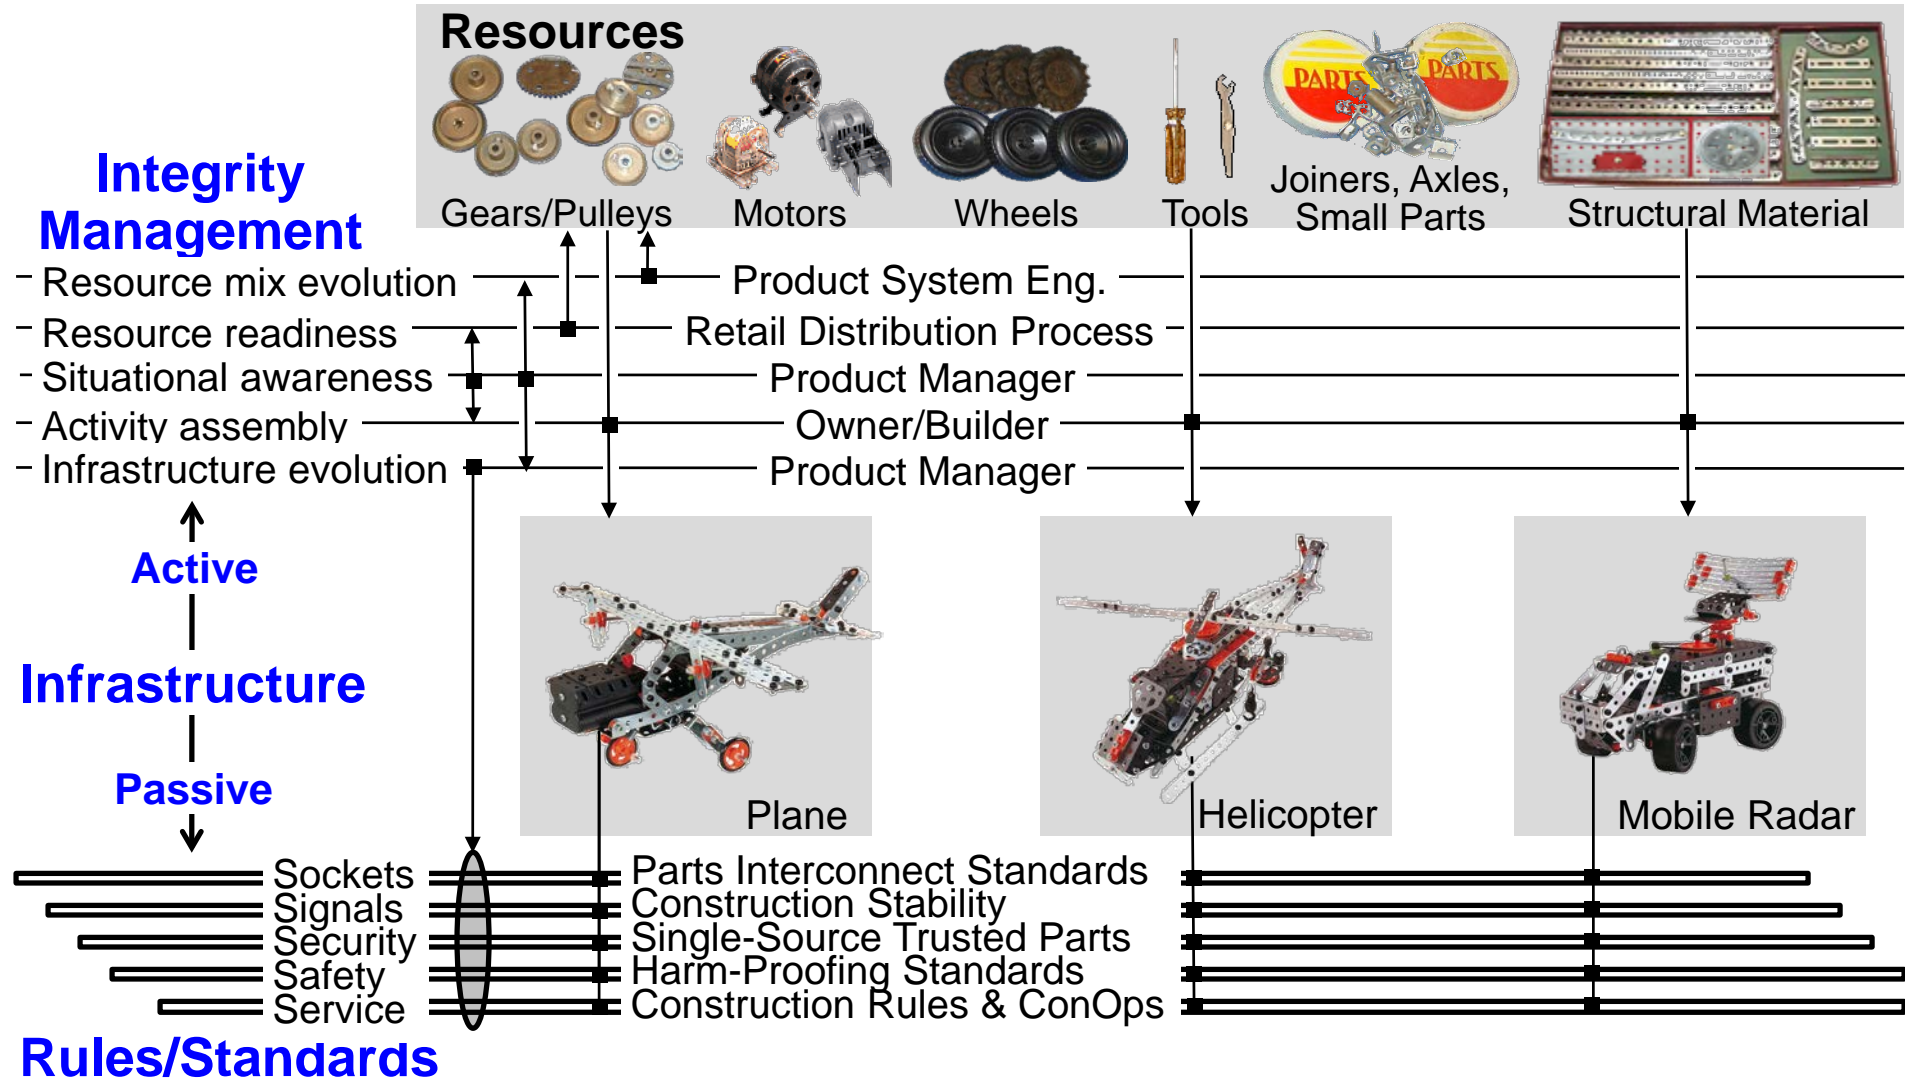 Resources
PARTS
PARTS
Gears/Pulleys
Motors
Wheels
Tools
Joiners, Axles,
Small Parts
Structural Material
Integrity
Management
Resource mix evolution
Product System Eng.
Resource readiness
Retail Distribution Process
Situational awareness
Product Manager
Activity assembly
Owner/Builder
Infrastructure evolution
Product Manager
Active
Infrastructure
Passive
Plane
Helicopter
Mobile Radar
Sockets
Parts Interconnect Standards
Signals
Construction Stability
Security
Single-Source Trusted Parts
Safety
Harm-Proofing Standards
Service
Construction Rules & ConOps
Rules/Standards